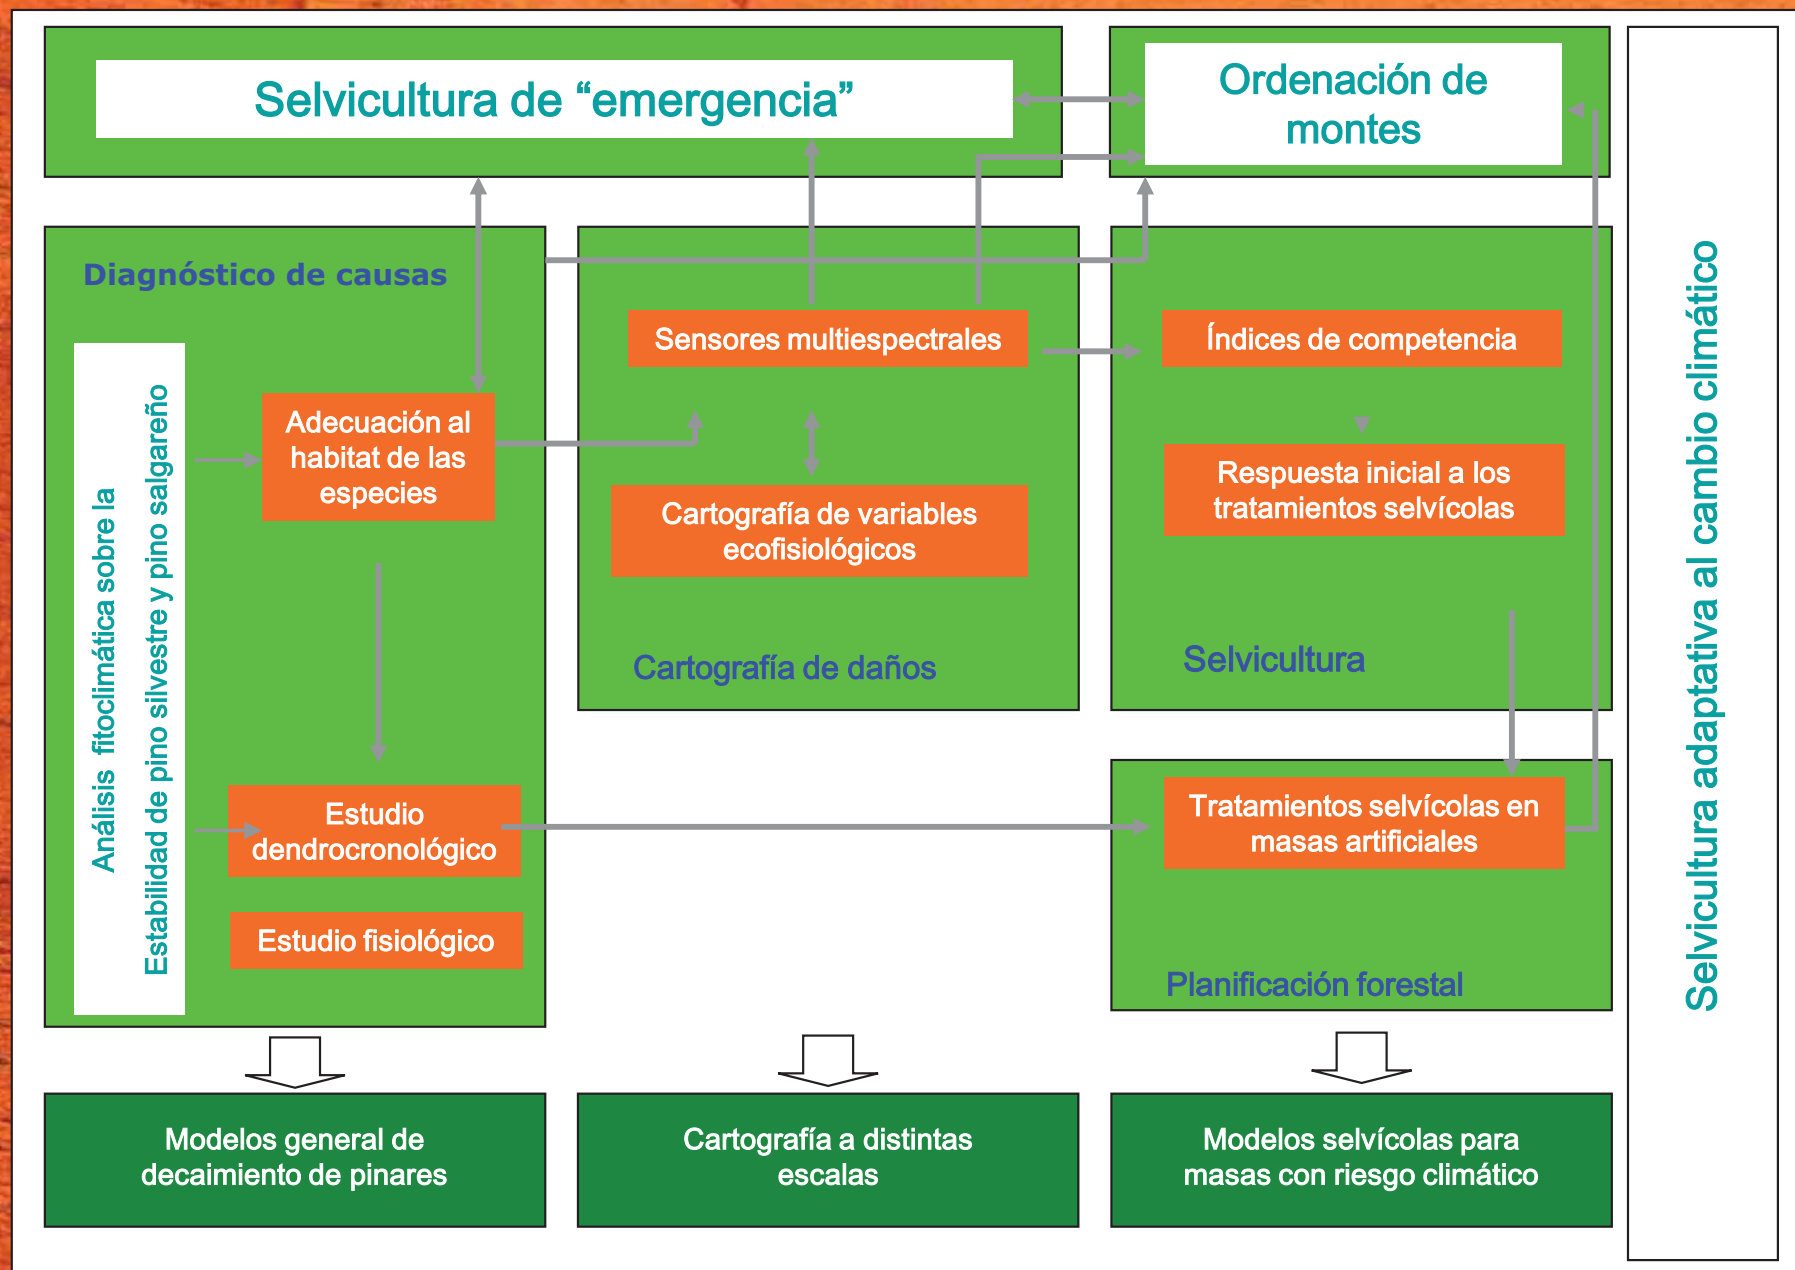 Selvicultura de “emergencia”
Ordenación de
montes
Diagnóstico de causas
Análisis fitoclimática sobre la
Estabilidad de pino silvestre y pino salgareño
Adecuación al
habitat de las
especies
Estudio
dendrocronológico
Estudio fisiológico
Sensores multiespectrales
Cartografía de variables
ecofisiológicos
Cartografía de daños
Índices de competencia
Respuesta inicial a los
tratamientos selvícolas
Selvicultura
Tratamientos selvícolas en
masas artificiales
Planificación forestal
Modelos general de
decaimiento de pinares
Cartografía a distintas
escalas
Modelos selvícolas para
masas con riesgo climático
Selvicultura adaptativa al cambio climático